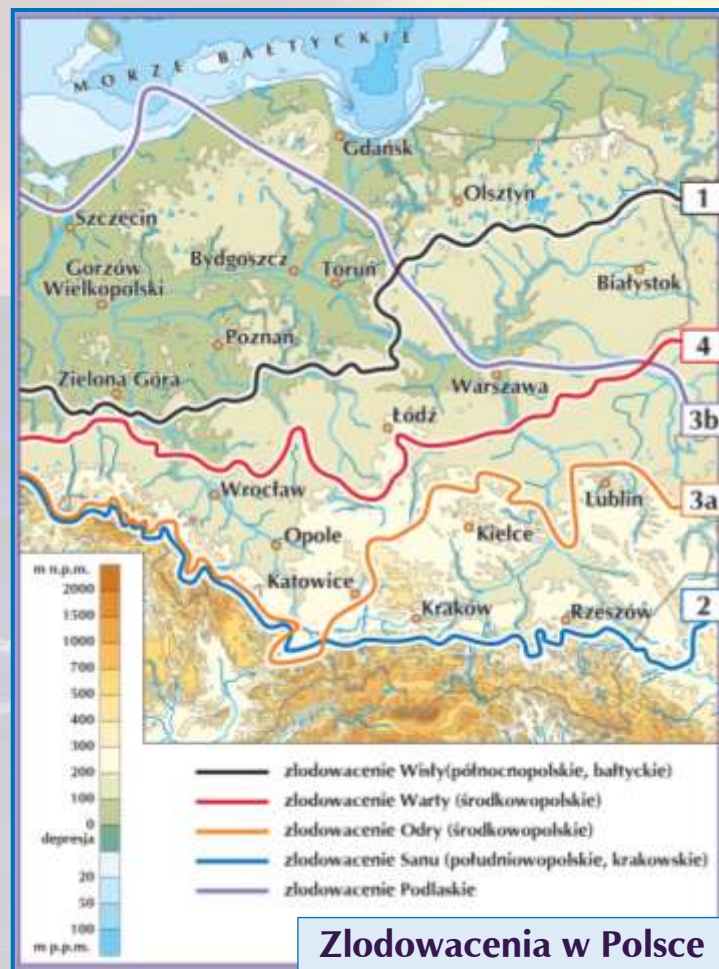 MORZE BAŁTYCKIE
Gdańsk
Olsztyn
1
Szczecin
Bydgoszcz
Toruń
Gorzów
Wielkopolski
Białystok
Poznań
4
Warszawa
Zielona Góra
Łódź
3b
Wrocław
Lublin
3a
Opole
Kielce
Katowice
Kraków
Rzeszów
2
m n.p.m.
2000
1500
1000
700
500
400
300
200
100
0
depresja
20
50
100
m p.p.m.
zlodowacenie Wisły(północnopolskie, bałtyckie)
zlodowacenie Warty (środkowopolskie)
zlodowacenie Odry (środkowopolskie)
zlodowacenie Sanu (południowopolskie, krakowskie)
zlodowacenie Podlaskie
Zlodowacenia w Polsce